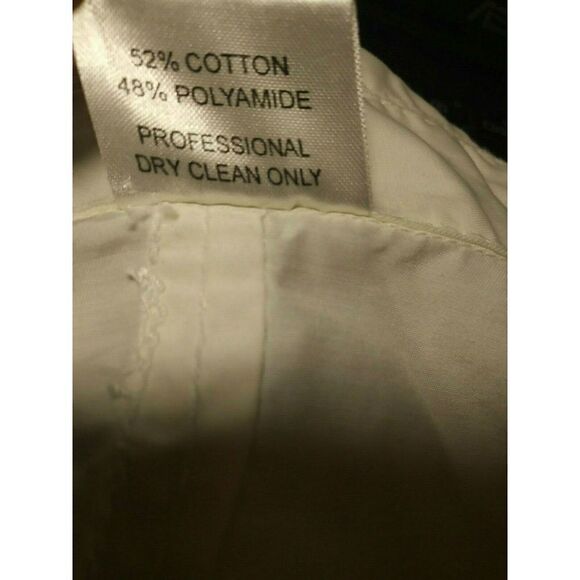 52% COTTON
48% POLYAMIDE
PROFESSIONAL
DRY CLEAN ONLY